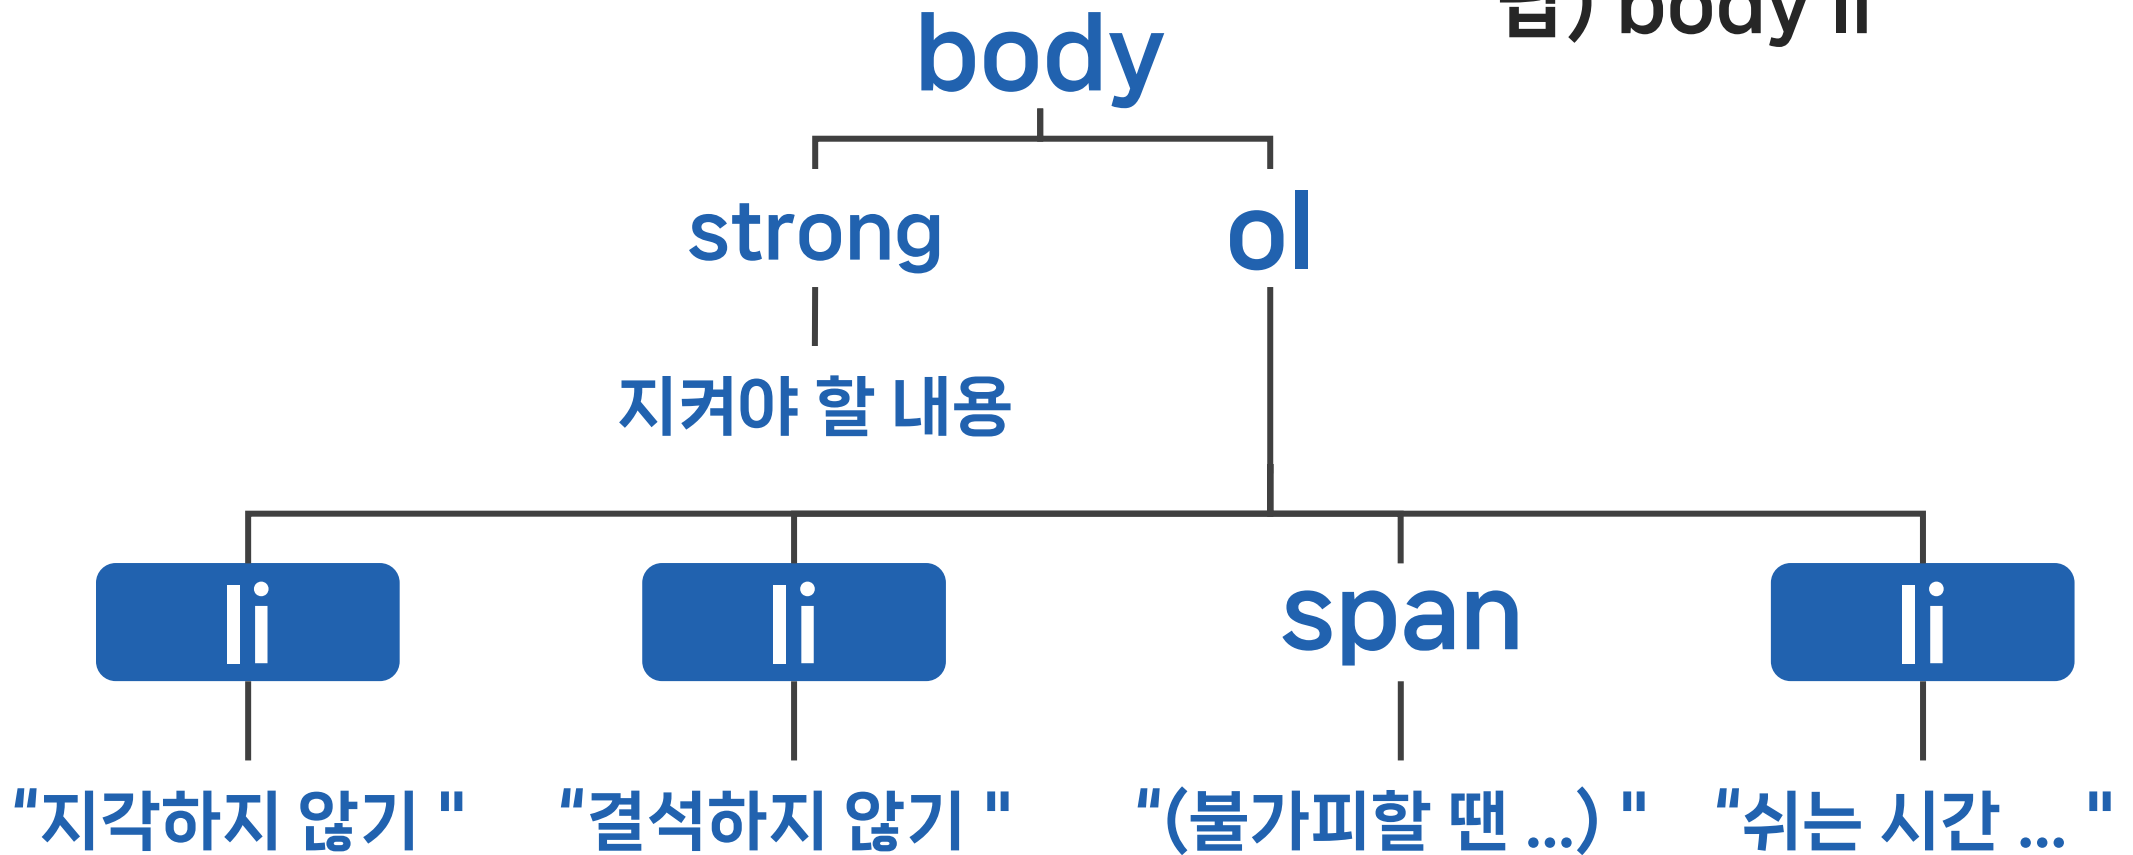 body li
body
strong ol
지켜야 할 내용
li li span li
"지각하지 않기 " "결석하지 않기 " "(불가피할 땐 ...) " "쉬는 시간 ... "